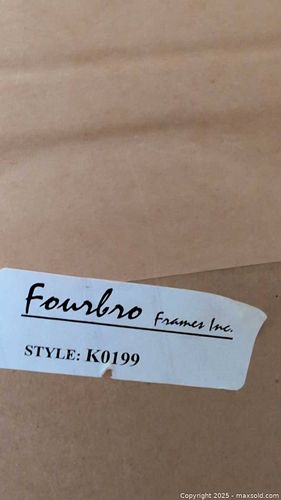 Fourbro Frames Inc.
STYLE: K0199
Copyright © 2025 - maxsold.com